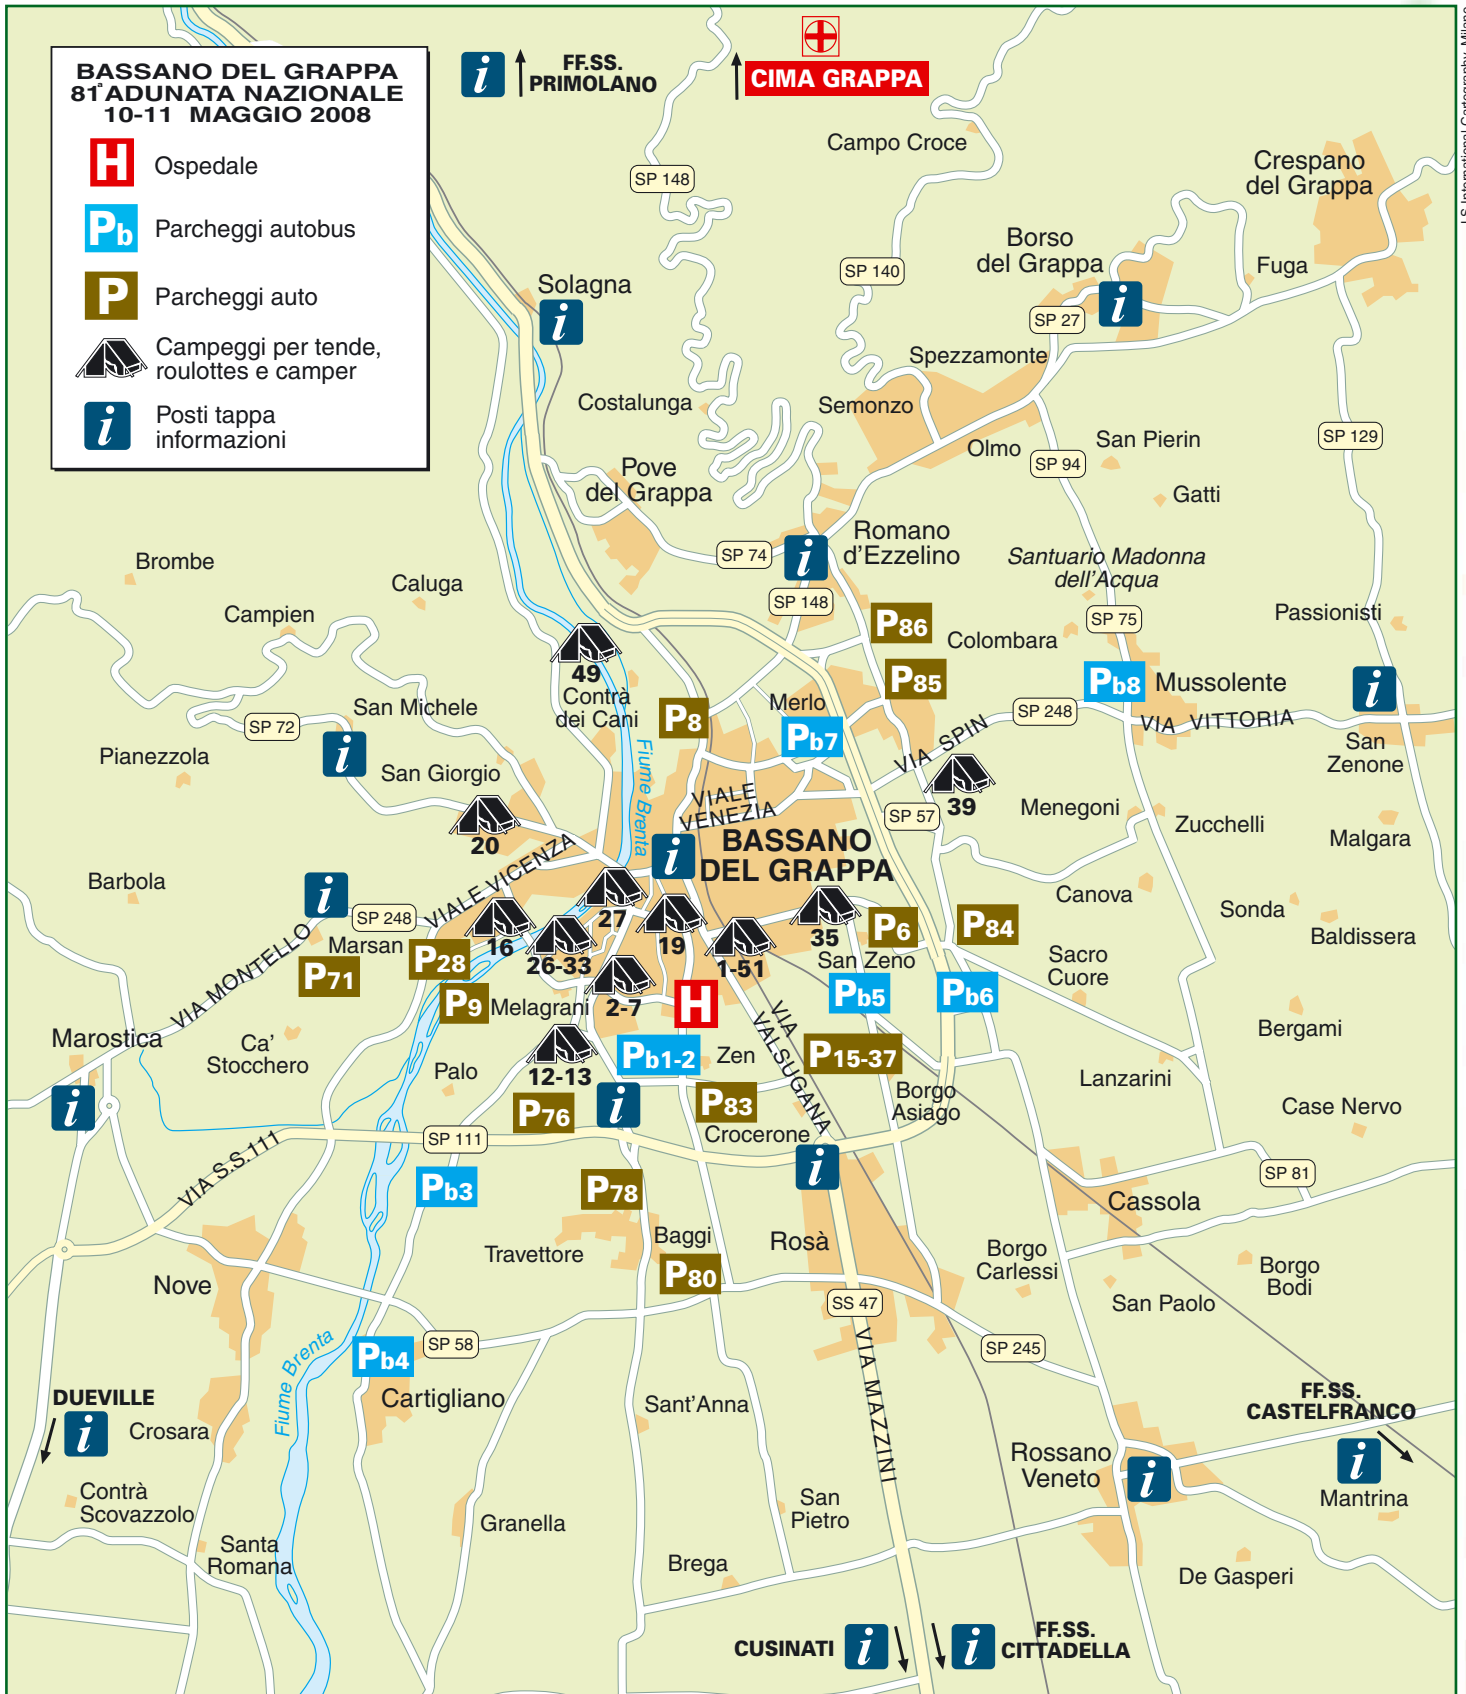 BASSANO DEL GRAPPA
81ª ADUNATA NAZIONALE
10-11 MAGGIO 2008
H Ospedale
Pb Parcheggi autobus
P Parcheggi auto
Campeggi per tende,
roulottes e camper
i Posti tappa
informazioni
i FF.SS.
PRIMOLANO
CIMA GRAPPA
LS International Cartography, Milano
Campo Croce
Crespano
del Grappa
SP 148
Borso
del Grappa
Fuga
SP 140
Solagna
i
i
SP 27
Spezzamonte
Costalunga
Semonzo
Olmo
San Pierin
SP 129
SP 94
Pove
del Grappa
Gatti
Romano
d'Ezzelino
SP 74
i
Santuario Madonna
dell'Acqua
Brombe
Caluga
SP 148
Campien
P86
SP 75
Passionisti
Colombara
49
Contrà
dei Cani
P85
Pb8
Mussolente
i
San Michele
SP 72
P8
Merlo
SP 248
VIA VITTORIA
Pb7
VIA SPIN
San
Zenone
Pianezzola
i
San Giorgio
Fiume Brenta
VIALE
VENEZIA
39
SP 57
Menegoni
Zucchelli
Malgara
20
BASSANO
DEL GRAPPA
i
VIALE VICENZA
Barbola
i
Canova
Sonda
SP 248
27
19
35
P6
P84
Baldissera
Marsan
16
26-33
1-51
San Zeno
Sacro
Cuore
P71
P28
VIA MONTELLO
2-7
Pb5
Pb6
P9
Melagrani
H
Bergami
Marostica
Ca'
Stocchero
VIA
VALSUGANA
12-13
Pb1-2
Zen
P15-37
Palo
Lanzarini
Borgo
Asiago
i
i
P76
P83
Case Nervo
Crocerone
SP 111
VIA S.S.111
i
SP 81
Pb3
P78
Cassola
Travettore
Baggi
Rosà
Borgo
Carlessi
Borgo
Bodi
Nove
P80
San Paolo
SS 47
SP 58
SP 245
Pb4
Fiume Brenta
VIA MAZZINI
Cartigliano
DUEVILLE
i
Crosara
Sant'Anna
FF.SS.
CASTELFRANCO
i
Rossano
Veneto
i
Mantrina
Contrà
Scovazzolo
Granella
San
Pietro
Santa
Romana
Brega
De Gasperi
CUSINATI i
i FF.SS.
CITTADELLA